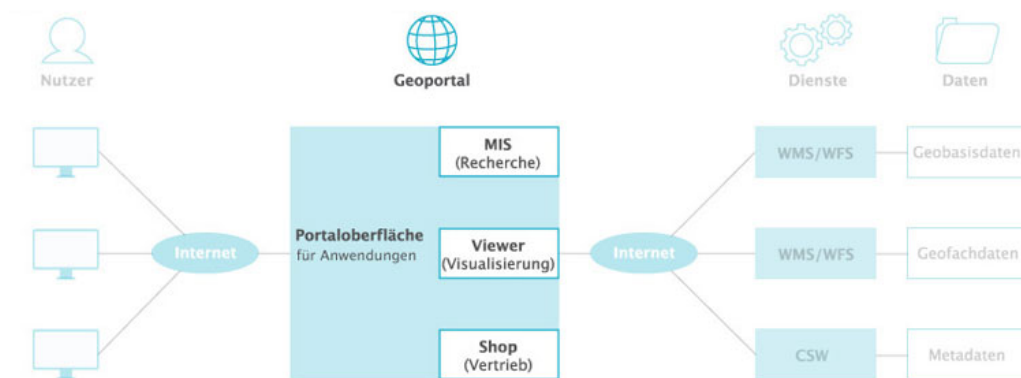 Nutzer
Geoportal
Dienste
Daten
MIS
(Recherche)
WMS/WFS
Geobasisdaten
Portaloberfläche
für Anwendungen
Internet
Viewer
(Visualisierung)
Internet
WMS/WFS
Geofachdaten
Shop
(Vertrieb)
CSW
Metadaten